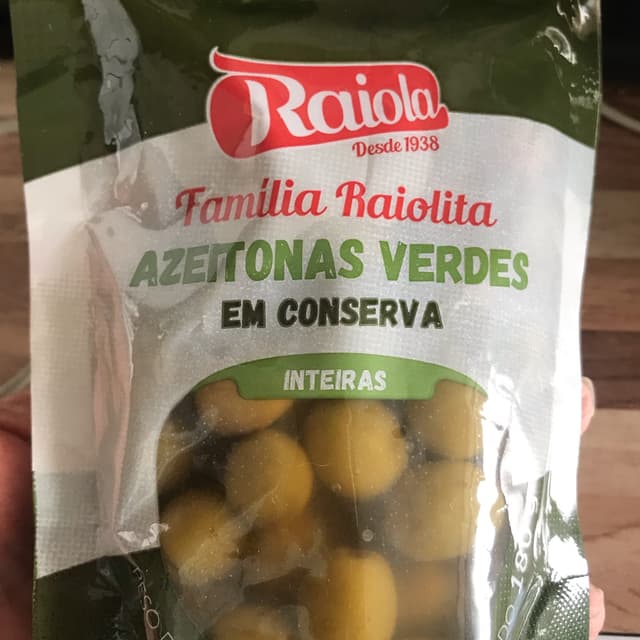 Raiola
Desde 1938
Família Raiolita
AZEITONAS VERDES
EM CONSERVA
INTEIRAS